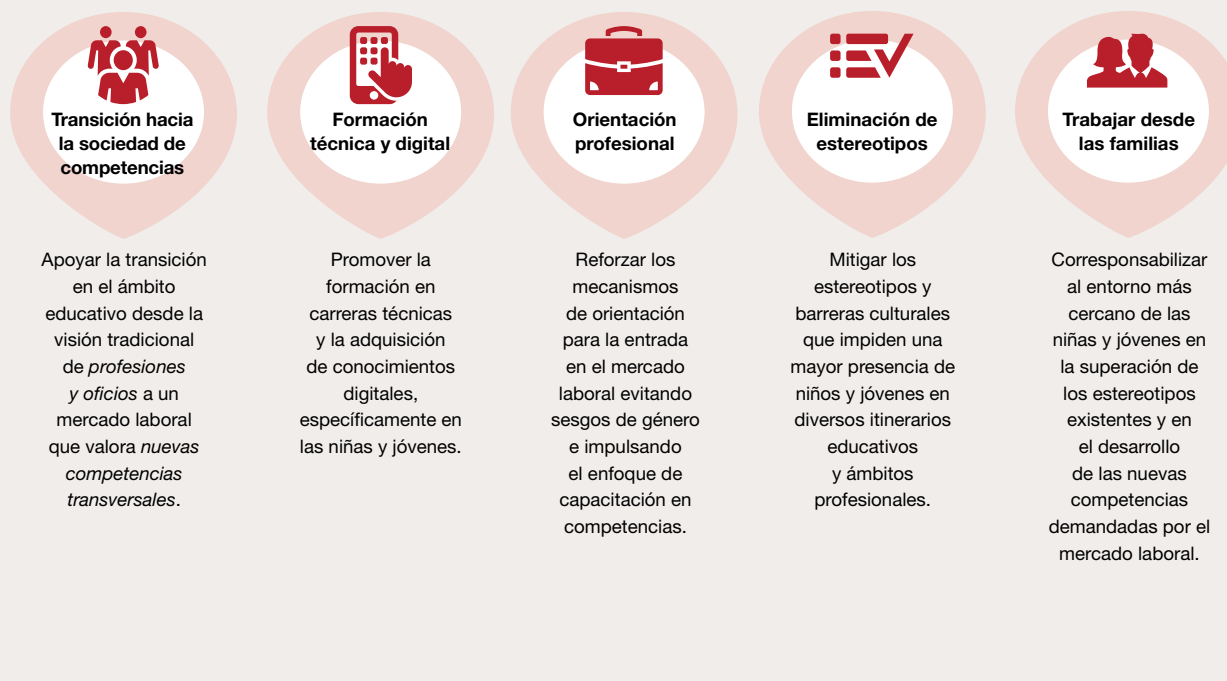 Transición hacia
la sociedad de
competencias
Apoyar la transición
en el ámbito
educativo desde la
visión tradicional
de profesiones
y oficios a un
mercado laboral
que valora nuevas
competencias
transversales.
Formación
técnica y digital
Promover la
formación en
carreras técnicas
y la adquisición
de conocimientos
digitales,
específicamente en
las niñas y jóvenes.
Orientación
profesional
Reforzar los
mecanismos
de orientación
para la entrada
en el mercado
laboral evitando
sesgos de género
e impulsando
el enfoque de
capacitación en
competencias.
Eliminación de
estereotipos
Mitigar los
estereotipos y
barreras culturales
que impiden una
mayor presencia de
niños y jóvenes en
diversos itinerarios
educativos
y ámbitos
profesionales.
Trabajar desde
las familias
Corresponsabilizar
al entorno más
cercano de las
niñas y jóvenes en
la superación de
los estereotipos
existentes y en
el desarrollo
de las nuevas
competencias
demandadas por el
mercado laboral.